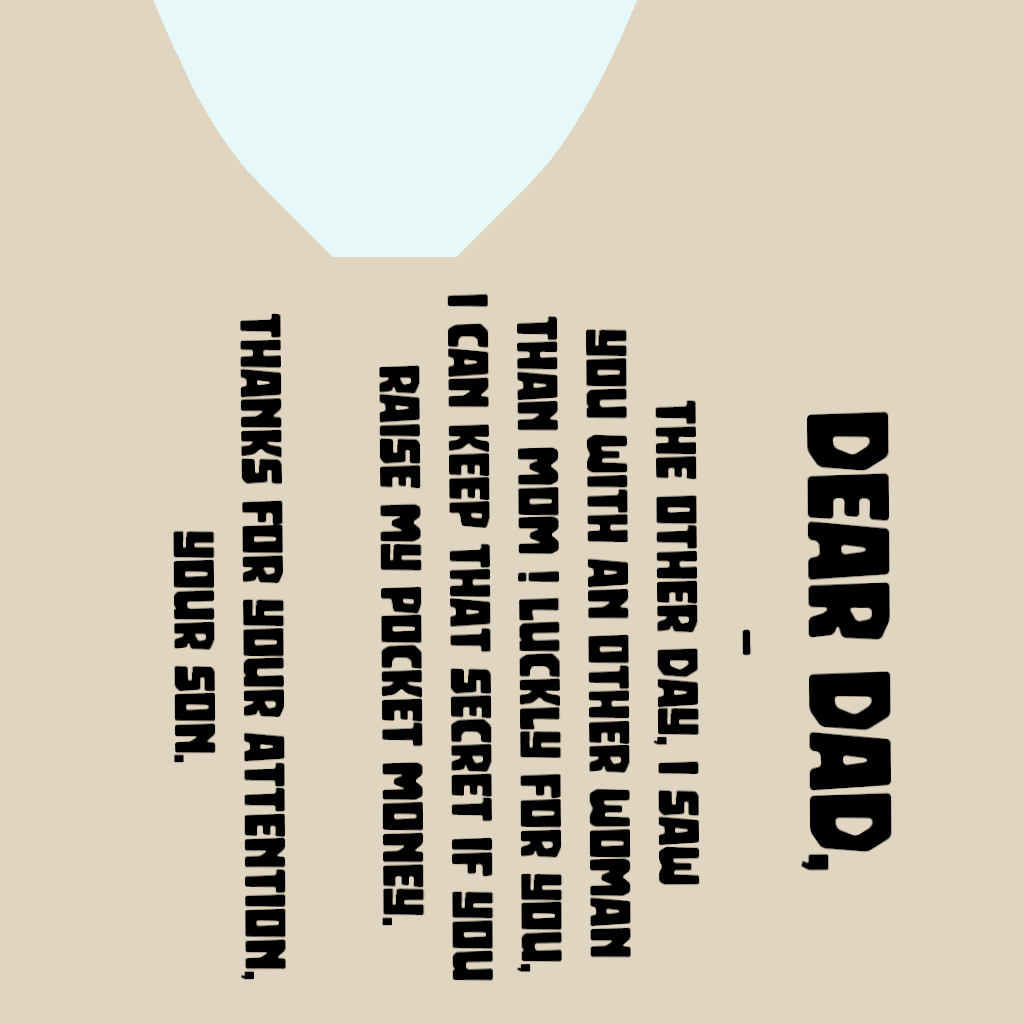 DEAR DAD,
-
THE OTHER DAY, I SAW
YOU WITH AN OTHER WOMAN
THAN MOM ! LUCKLY FOR YOU,
I CAN KEEP THAT SECRET IF YOU
RAISE MY POCKET MONEY.
THANKS FOR YOUR ATTENTION,
YOUR SON.